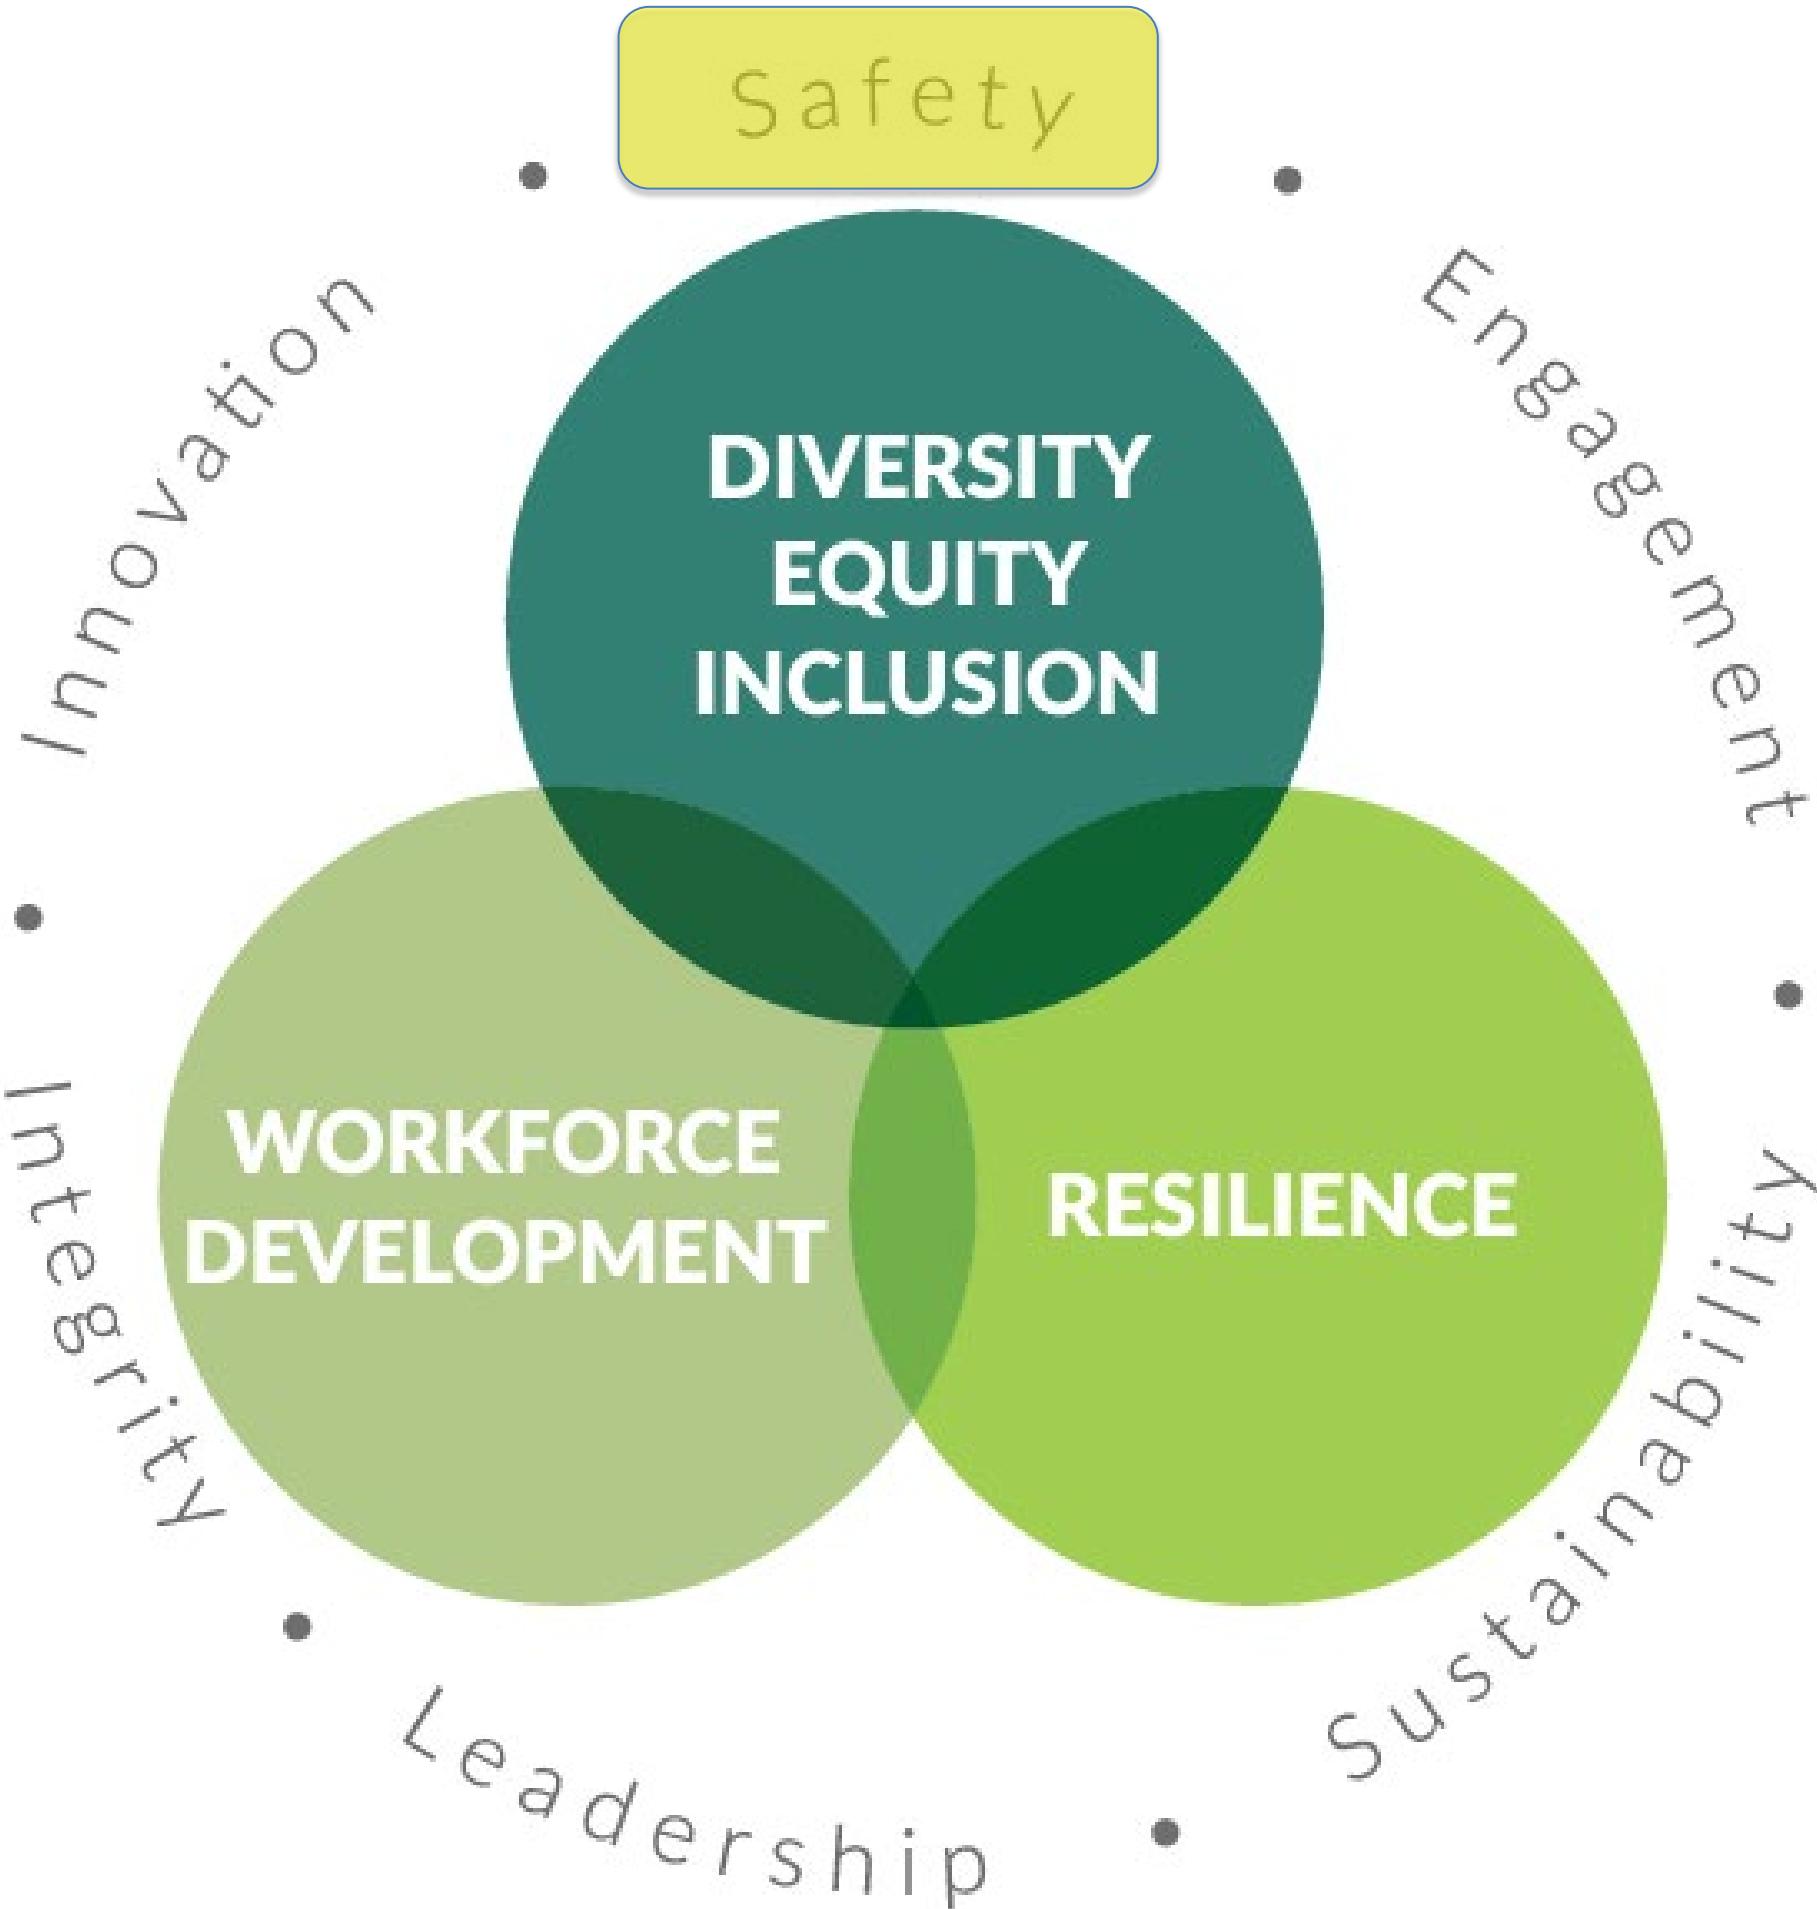 Safety
Engagement
Sustainability
Leadership
Integrity
Innovation
DIVERSITY
EQUITY
INCLUSION
WORKFORCE
DEVELOPMENT
RESILIENCE